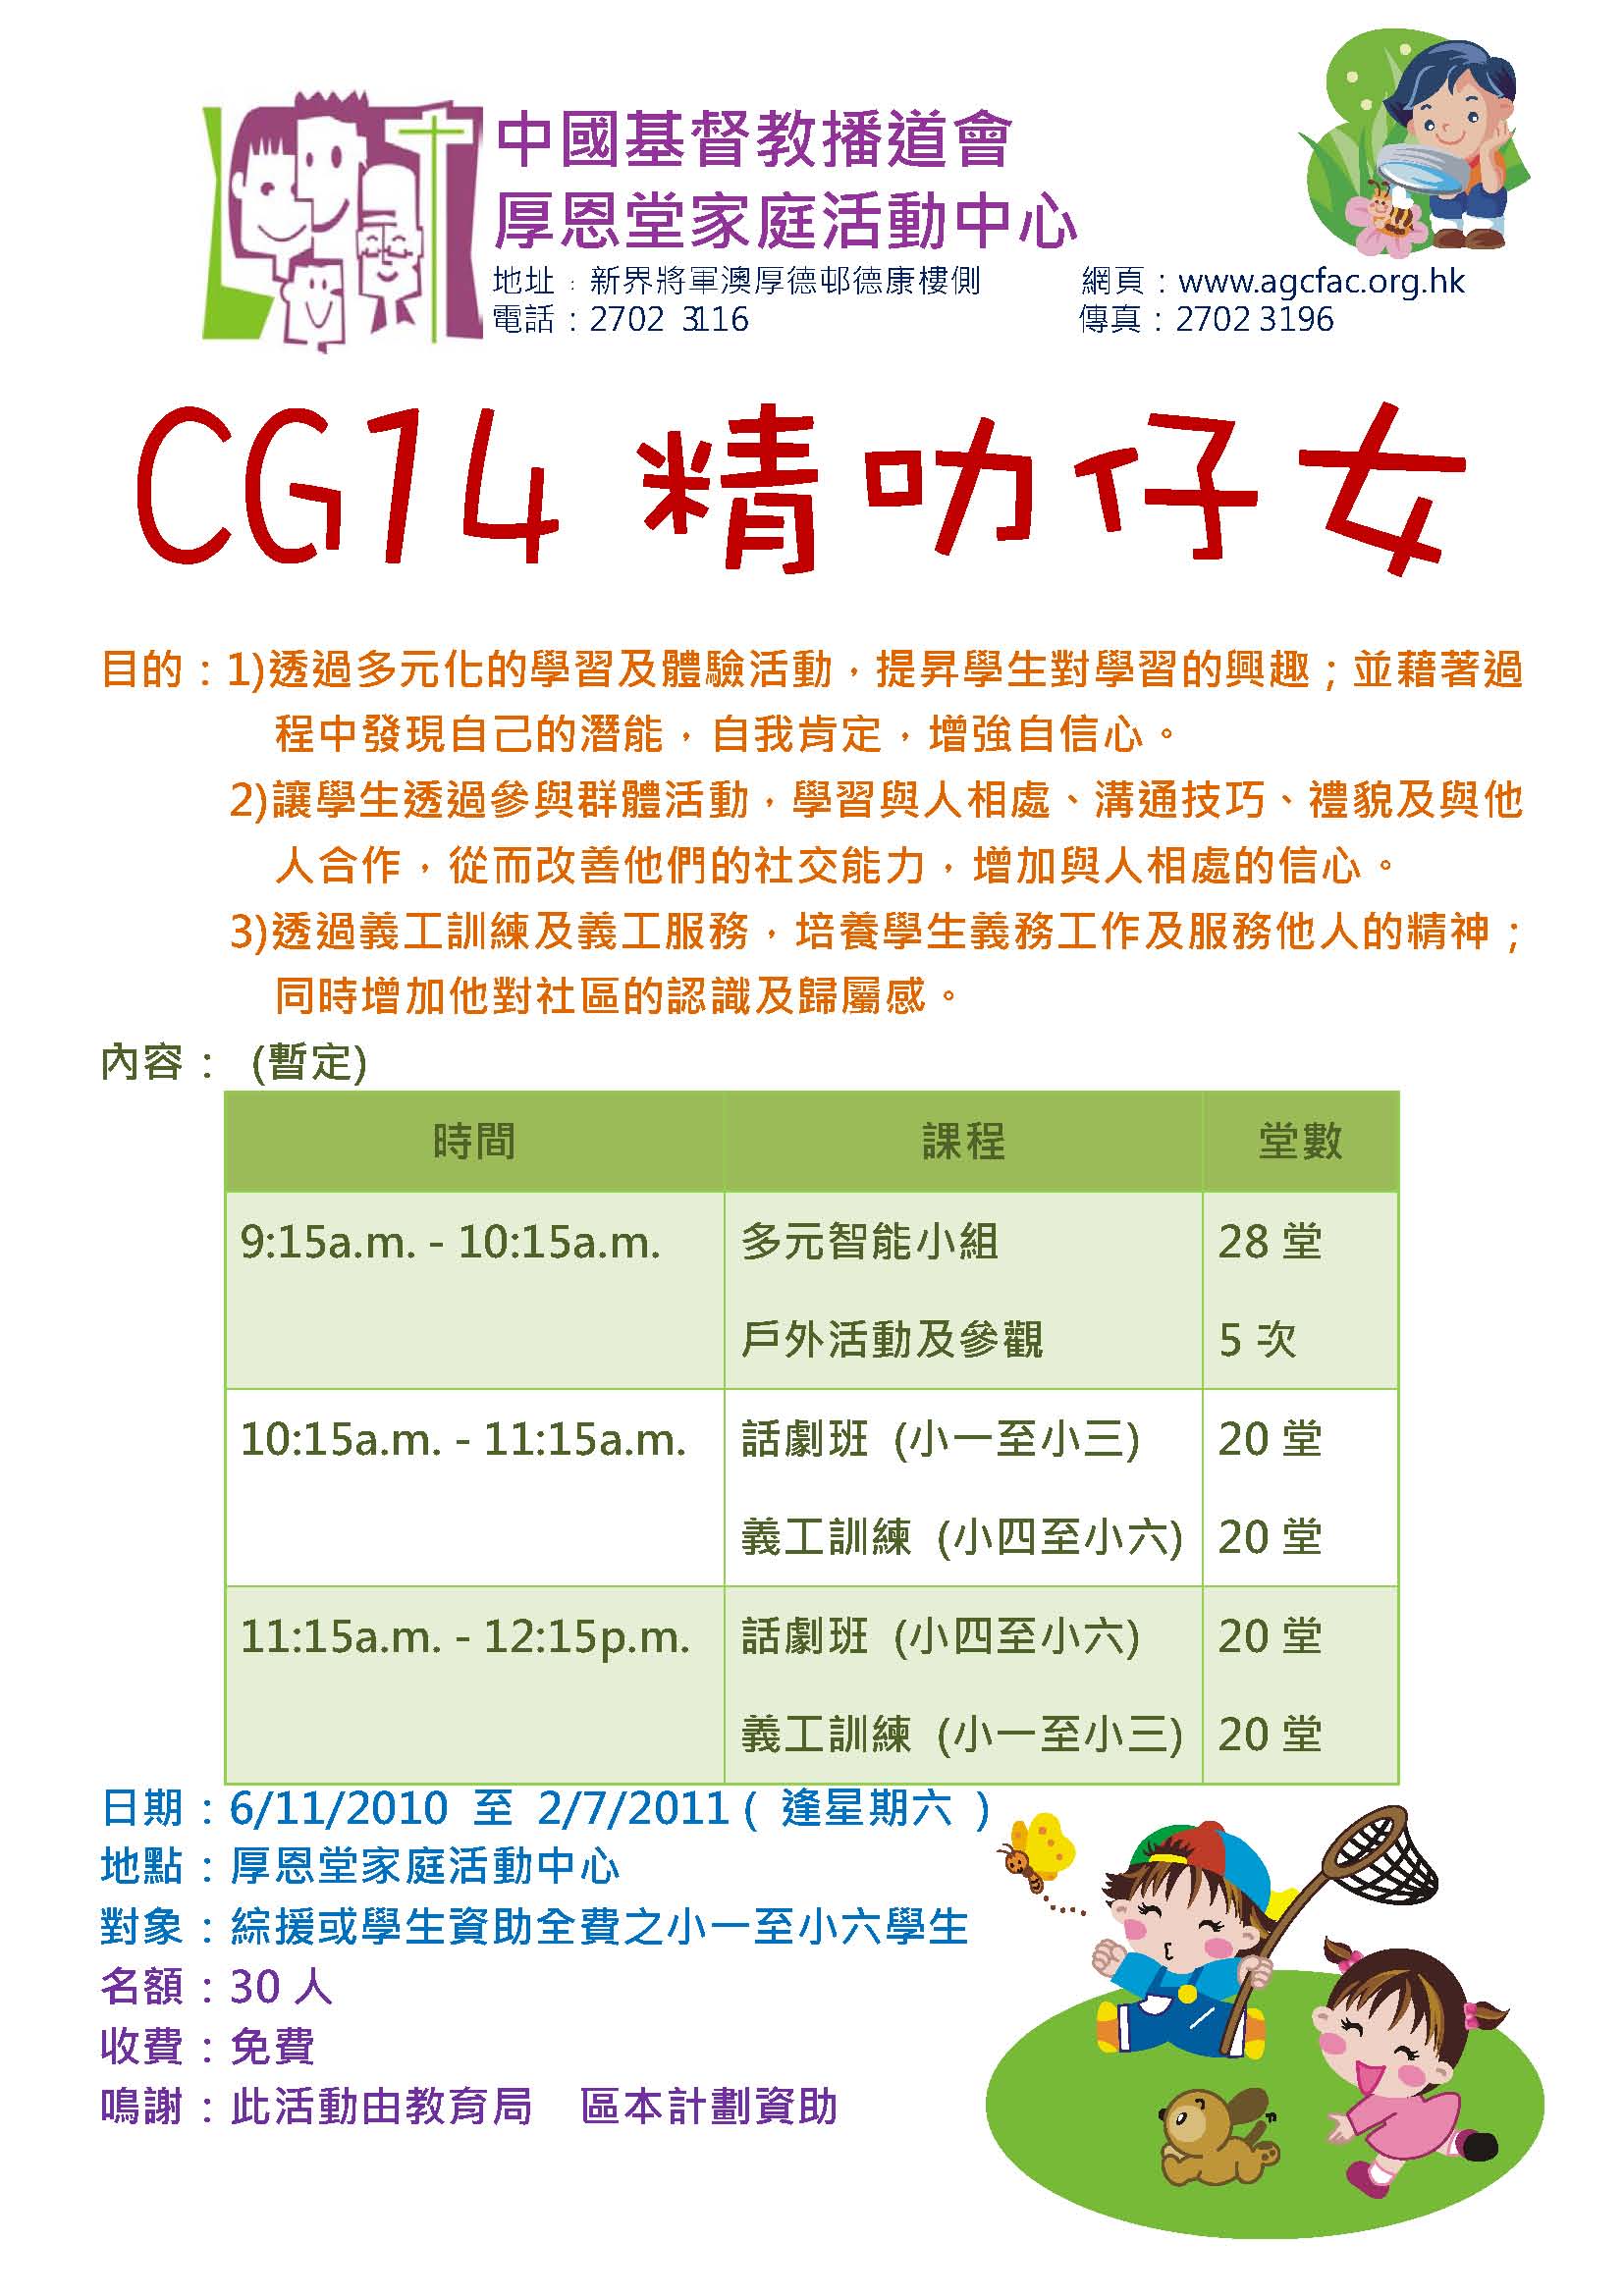 中國基督教播道會
厚恩堂家庭活動中心
地址：新界將軍澳厚德邨德康樓側 網頁：www.agcfac.org.hk
電話：2702 3116 傳真：2702 3196
CG14 精叻仔女
目的：1)透過多元化的學習及體驗活動，提昇學生對學習的興趣；並藉著過
程中發現自己的潛能，自我肯定，增強自信心。
2)讓學生透過參與群體活動，學習與人相處、溝通技巧、禮貌及與他
人合作，從而改善他們的社交能力，增加與人相處的信心。
3)透過義工訓練及義工服務，培養學生義務工作及服務他人的精神；
同時增加他對社區的認識及歸屬感。
內容： (暫定)
時間 課程 堂數
9:15a.m. - 10:15a.m. 多元智能小組 28 堂
戶外活動及參觀 5 次
10:15a.m. - 11:15a.m. 話劇班 (小一至小三) 20 堂
義工訓練 (小四至小六) 20 堂
11:15a.m. - 12:15p.m. 話劇班 (小四至小六) 20 堂
義工訓練 (小一至小三) 20 堂
日期：6/11/2010 至 2/7/2011 ( 逢星期六 )
地點：厚恩堂家庭活動中心
對象：綜援或學生資助全費之小一至小六學生
名額：30 人
收費：免費
鳴謝：此活動由教育局 區本計劃資助